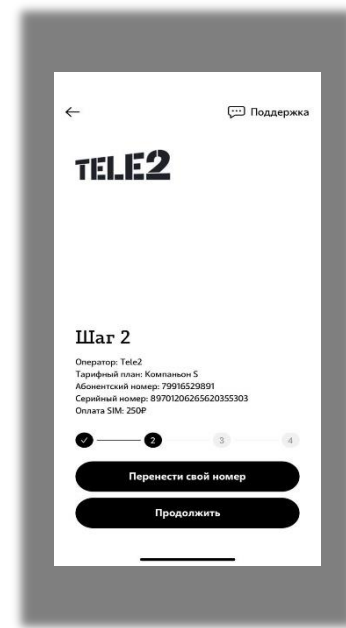 Поддержка
TELE2
Шаг 2
Оператор: Tele2
Тарифный план: Компаньон S
Абонентский номер: 79916529891
Серийный номер: 89701206265620355303
Оплата SIM: 250₽
2 3 4
Перенести свой номер
Продолжить